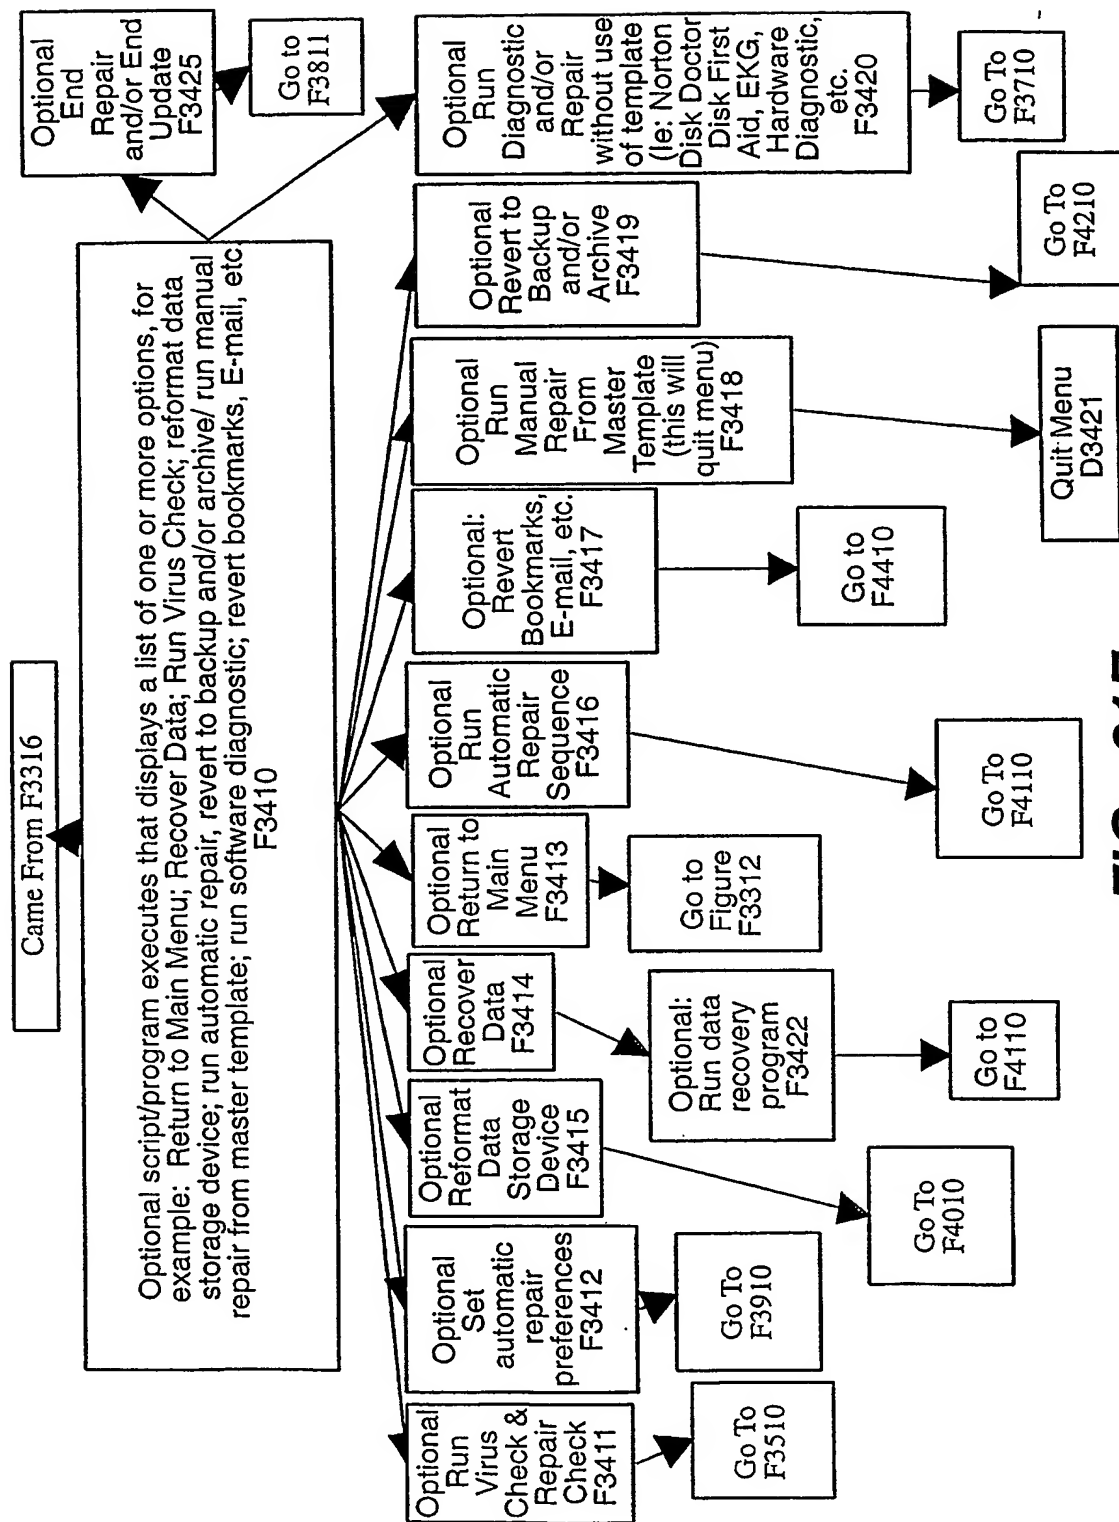 Came From F3316
Optional script/program executes that displays a list of one or more options, for
example: Return to Main Menu; Recover Data; Run Virus Check; reformat data
storage device; run automatic repair, revert to backup and/or archive/ run manual
repair from master template; run software diagnostic; revert bookmarks, E-mail, etc.
F3410
Optional
End
Repair
and/or End
Update
F3425
Go to
F3811
Optional
Run
Virus
Check &
Repair
Check
F3411
Go To
F3510
Optional
Set
automatic
repair
preferences
F3412
Go To
F3910
Optional
Reformat
Data
Storage
Device
F3415
Go To
F4010
Optional
Recover
Data
F3414
Optional:
Run data
recovery
program
F3422
Go to
F4110
Optional
Return to
Main
Menu
F3413
Go to
Figure
F3312
Optional
Run
Automatic
Repair
Sequence
F3416
Go To
F4110
Optional:
Revert
Bookmarks,
E-mail, etc.
F3417
Go to
F4410
Optional
Run
Manual
Repair
From
Master
Template
(this will
quit menu)
F3418
Quit Menu
D3421
Optional
Revert to
Backup
and/or
Archive
F3419
Go To
F4210
Optional
Run
Diagnostic
and/or
Repair
without use
of template
(Ie: Norton
Disk Doctor
Disk First
Aid, EKG,
Hardware
Diagnostic,
etc.
F3420
Go To
F3710